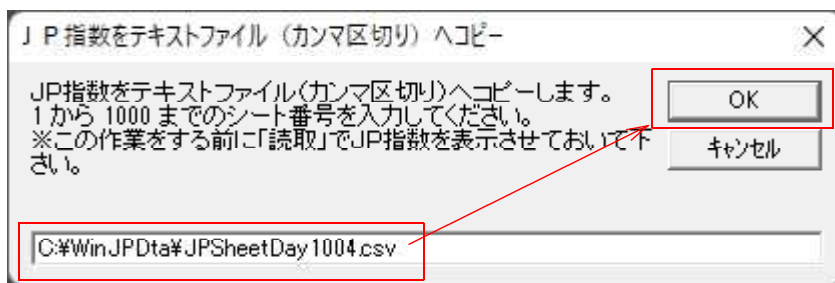 JP指数をテキストファイル（カンマ区切り）へコピー
JP指数をテキストファイル(カンマ区切り)へコピーします。
1 から 1000 までのシート番号を入力してください。
※この作業をする前に「読取」でJP指数を表示させておいて下
さい。
OK
キャンセル
C:¥WinJPDta¥JPSheetDay1004.csv